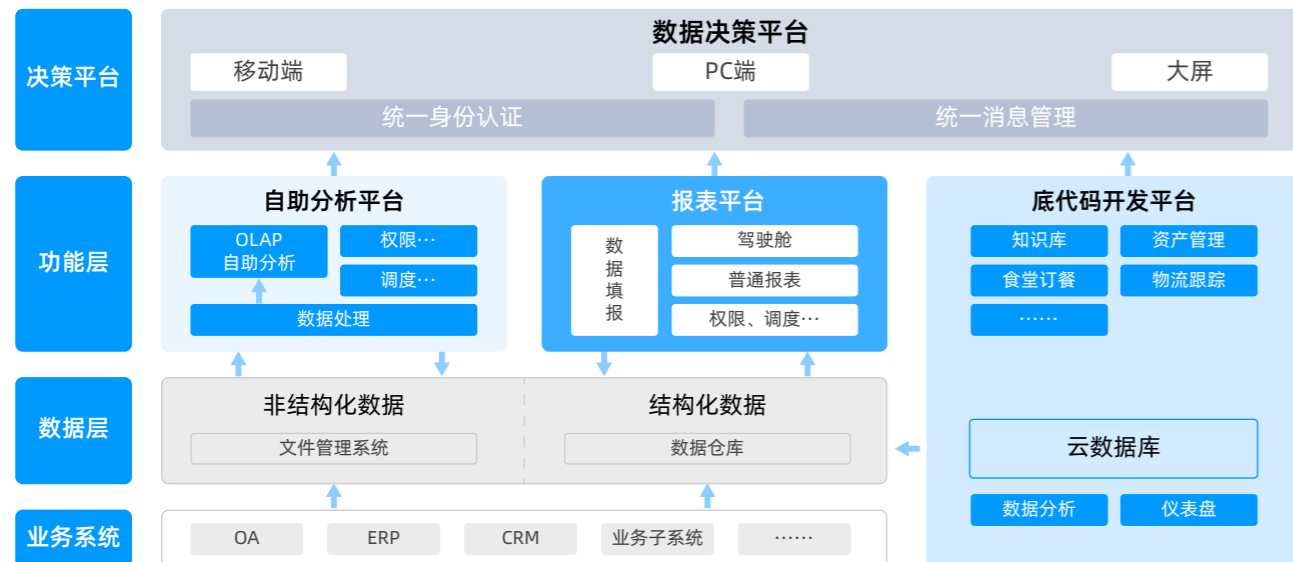 决策平台
数据决策平台
移动端
PC端
大屏
统一身份认证
统一消息管理
功能层
自助分析平台
OLAP
自助分析
权限…
调度…
数据处理
报表平台
数据填报
驾驶舱
普通报表
权限、调度…
底代码开发平台
知识库
资产管理
食堂订餐
物流跟踪
……
数据层
非结构化数据
文件管理系统
结构化数据
数据仓库
云数据库
数据分析
仪表盘
业务系统
OA
ERP
CRM
业务子系统
……